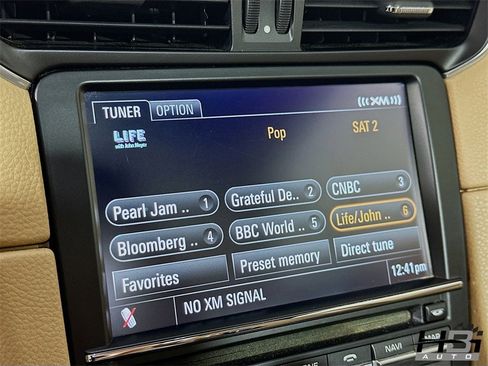 TUNER OPTION XM
LIFE
with John Mayer
Pop SAT 2
Pearl Jam .. 1 Grateful De.. 2 CNBC 3
Bloomberg .. 4 BBC World .. 5 Life/John .. 6
Favorites Preset memory Direct tune
12:41pm
NO XM SIGNAL
NAVI MAP
HBI
AUTO